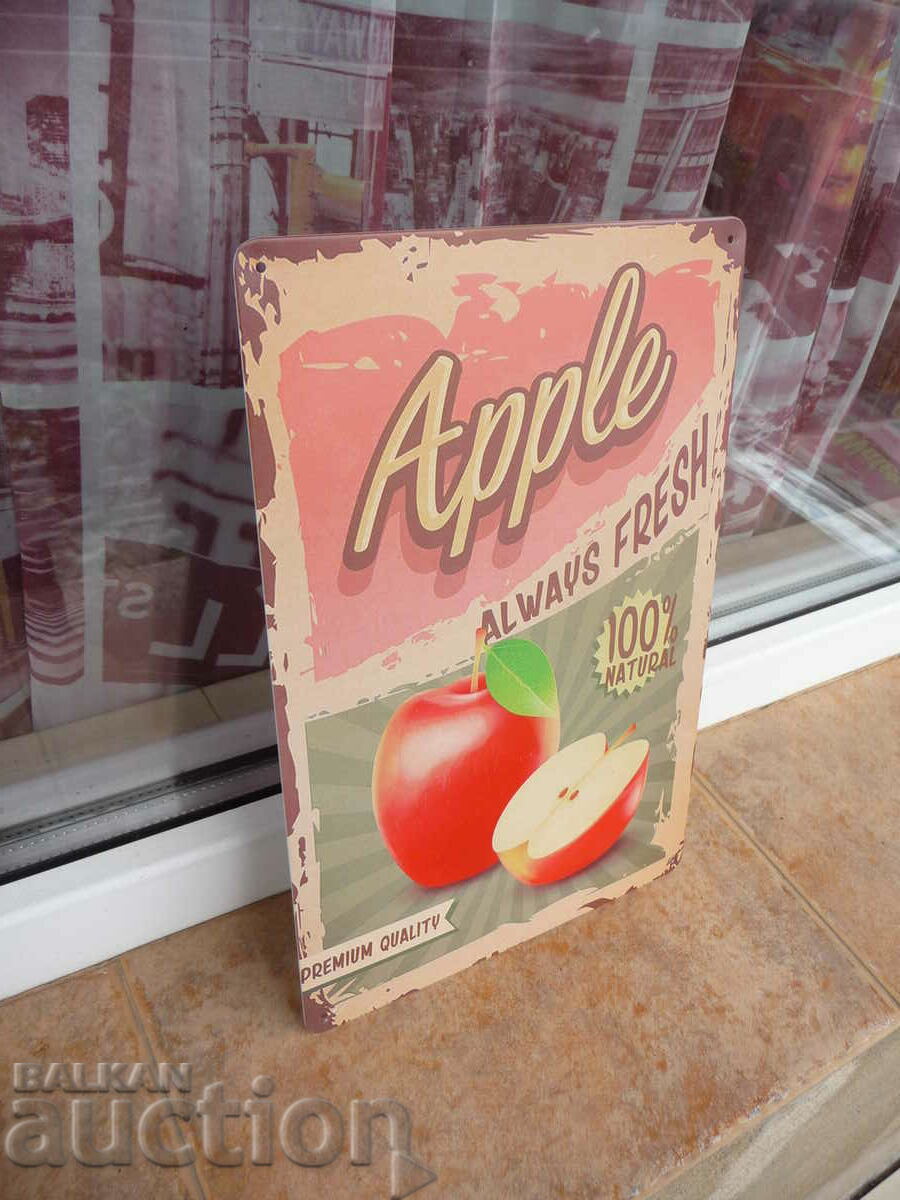 Apple
ALWAYS FRESH
100%
NATURAL
PREMIUM QUALITY
BALKAN
auction